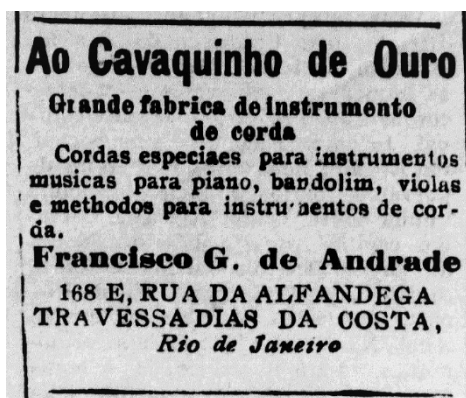 Ao Cavaquinho de Ouro
Grande fabrica de instrumento
de corda
Cordas especiaes para instrumentos
musicas para piano, bandolim, violas
e methodos para instrumentos de cor-
da.
Francisco G. de Andrade
168 E, RUA DA ALFANDEGA
TRAVESSA DIAS DA COSTA,
Rio de Janeiro